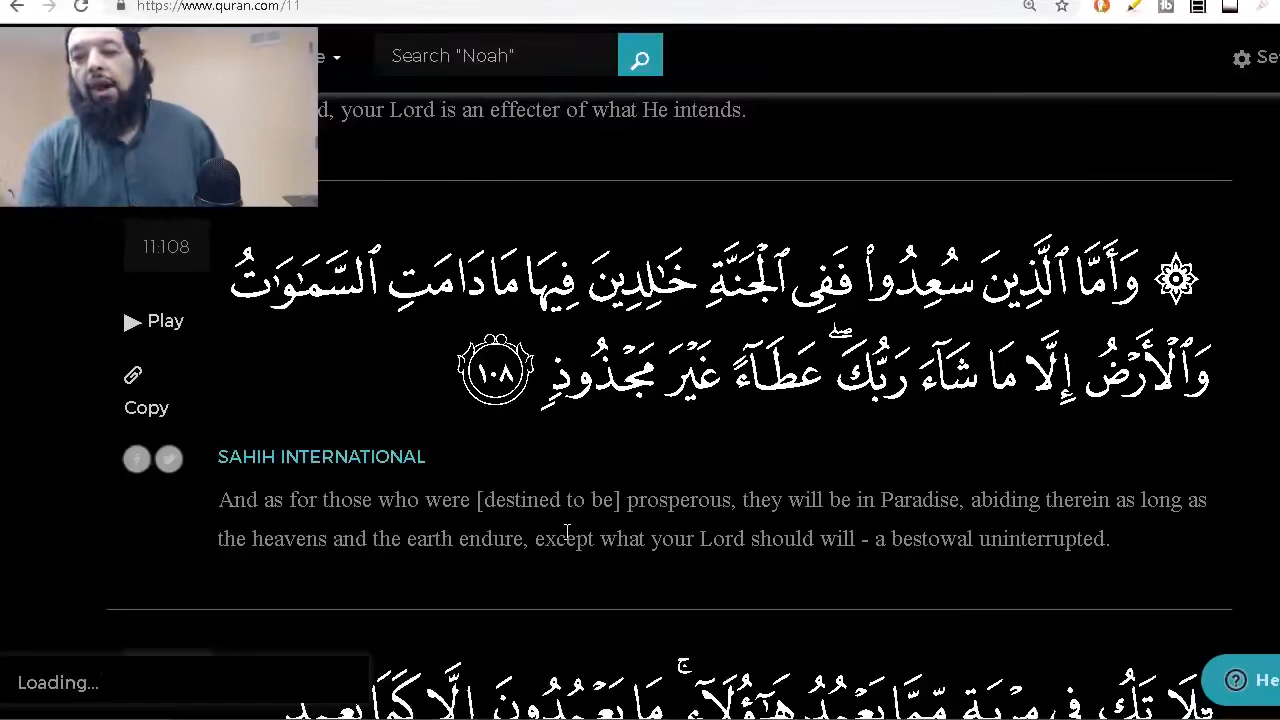 https://www.quran.com/11
Search "Noah"
d, your Lord is an effecter of what He intends.
11:108
۞ وَأَمَّا ٱلَّذِينَ سُعِدُوا۟ فَفِى ٱلْجَنَّةِ خَٰلِدِينَ فِيهَا مَا دَامَتِ ٱلسَّمَٰوَٰتُ
وَٱلْأَرْضُ إِلَّا مَا شَآءَ رَبُّكَ ۖ عَطَآءً غَيْرَ مَجْذُوذٍ ١٠٨
Play
Copy
SAHIH INTERNATIONAL
And as for those who were [destined to be] prosperous, they will be in Paradise, abiding therein as long as
the heavens and the earth endure, except what your Lord should will - a bestowal uninterrupted.
Loading...
فَلَا تَكُ فِى مِرْيَةٍ مِّمَّا يَعْبُدُ هَٰٓؤُلَآءِ ۚ مَا يَعْبُدُونَ إِلَّا كَمَا يَعْبُدُ